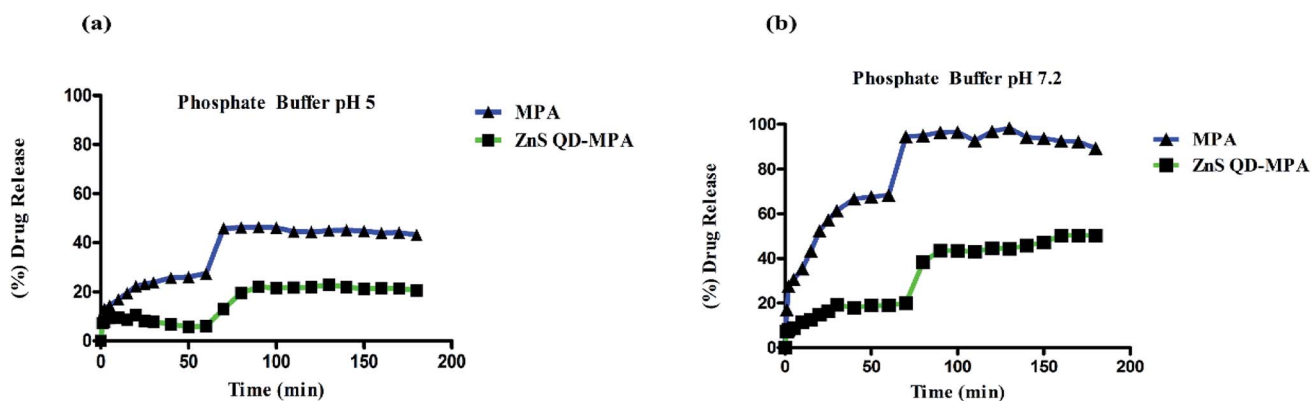 (a)
Phosphate Buffer pH 5
(%) Drug Release
100
80
60
40
20
0
0 50 100 150 200
Time (min)
MPA
ZnS QD-MPA
(b)
Phosphate Buffer pH 7.2
(%) Drug Release
100
80
60
40
20
0
0 50 100 150 200
Time (min)
MPA
ZnS QD-MPA